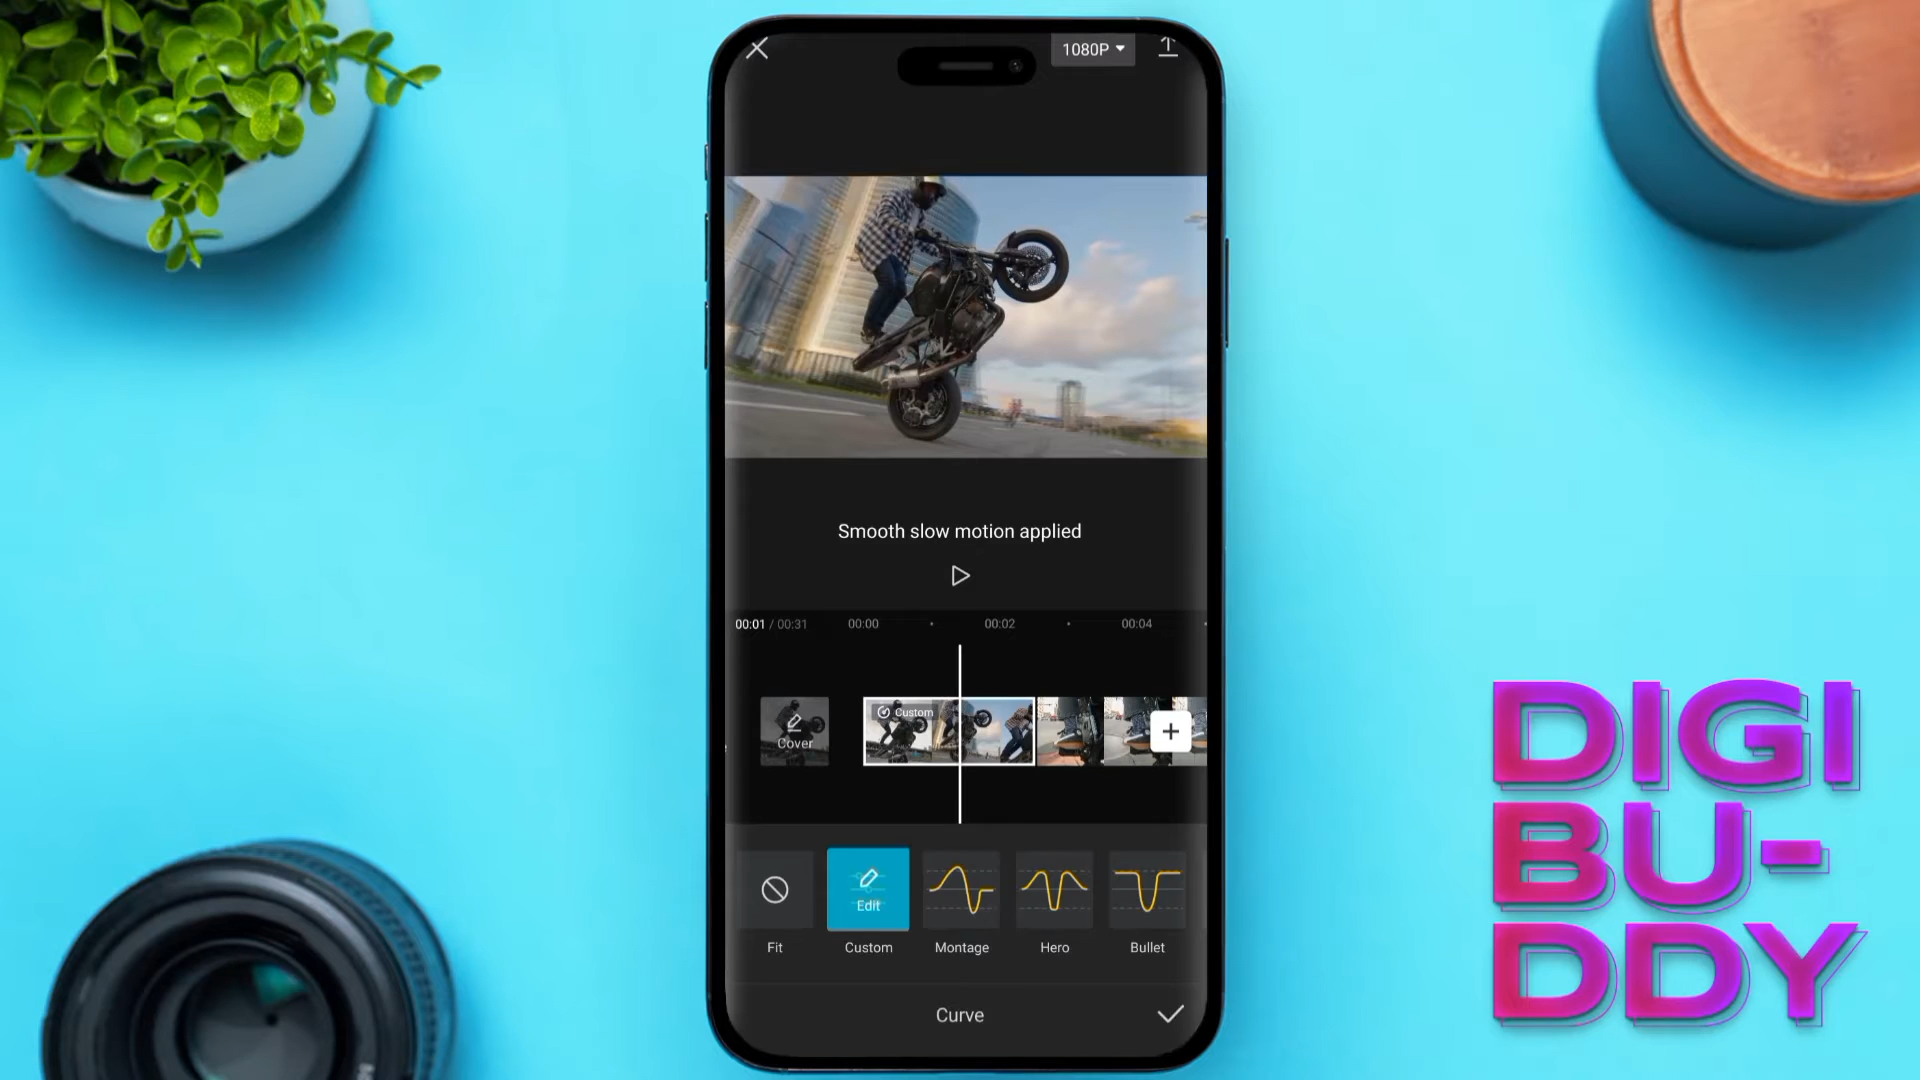 1080P
Smooth slow motion applied
00:01 / 00:31
00:00
00:02
00:04
Cover
Custom
Edit
Fit
Custom
Montage
Hero
Bullet
Curve
DIGI
BU-
DDY